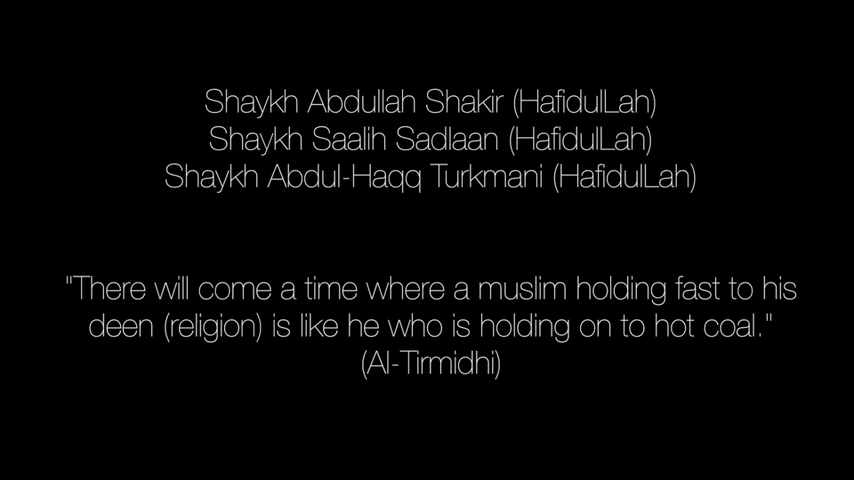 Shaykh Abdullah Shakir (HafidulLah)
Shaykh Saalih Sadlaan (HafidulLah)
Shaykh Abdul-Haqq Turkmani (HafidulLah)
"There will come a time where a muslim holding fast to his
deen (religion) is like he who is holding on to hot coal."
(Al-Tirmidhi)